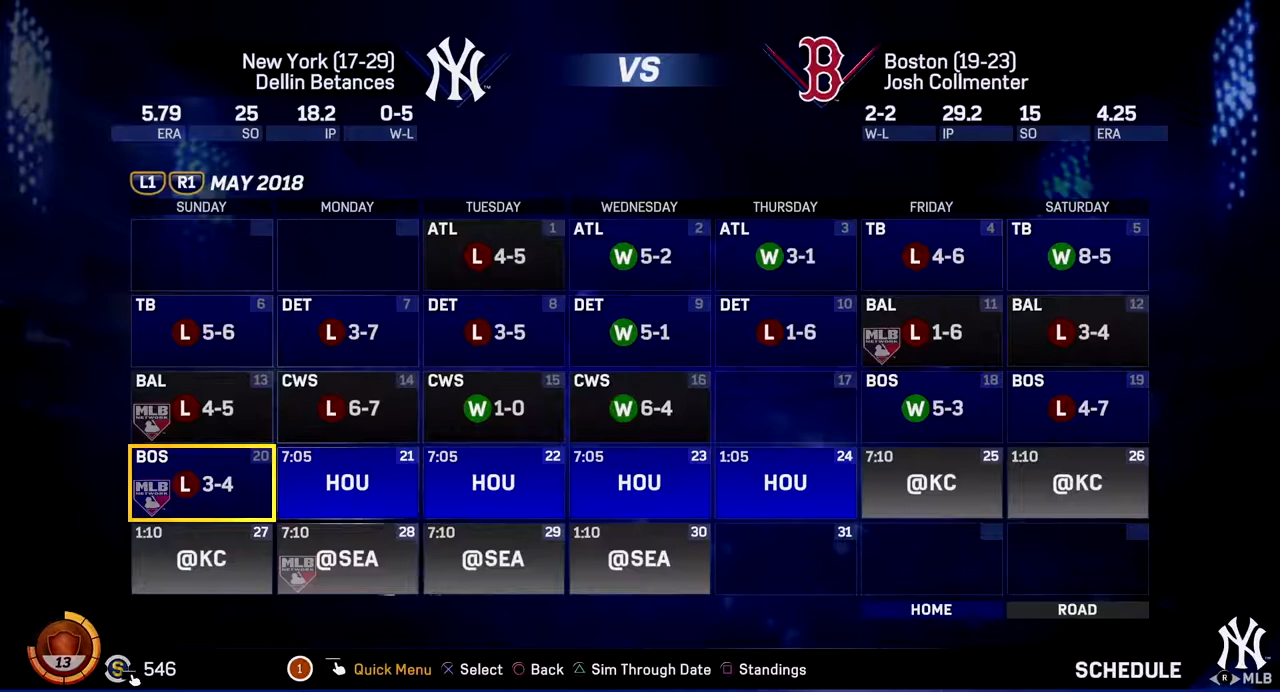 New York (17-29)
Dellin Betances
VS
Boston (19-23)
Josh Collmenter
5.79 25 18.2 0-5
ERA SO IP W-L
2-2 29.2 15 4.25
W-L IP SO ERA
L1 R1 MAY 2018
SUNDAY MONDAY TUESDAY WEDNESDAY THURSDAY FRIDAY SATURDAY
ATL 1 ATL 2 ATL 3 TB 4 TB 5
L 4-5 W 5-2 W 3-1 L 4-6 W 8-5
TB 6 DET 7 DET 8 DET 9 DET 10 BAL 11 BAL 12
L 5-6 L 3-7 L 3-5 W 5-1 L 1-6 MLB NETWORK L 1-6 L 3-4
BAL 13 CWS 14 CWS 15 CWS 16 17 BOS 18 BOS 19
MLB NETWORK L 4-5 L 6-7 W 1-0 W 6-4 W 5-3 L 4-7
BOS 20 7:05 21 7:05 22 7:05 23 1:05 24 7:10 25 1:10 26
MLB NETWORK L 3-4 HOU HOU HOU HOU @KC @KC
1:10 27 7:10 28 7:10 29 1:10 30 31
@KC MLB NETWORK @SEA @SEA @SEA
HOME ROAD
13 S 546 1 Quick Menu Select Back Sim Through Date Standings SCHEDULE
NY
R MLB